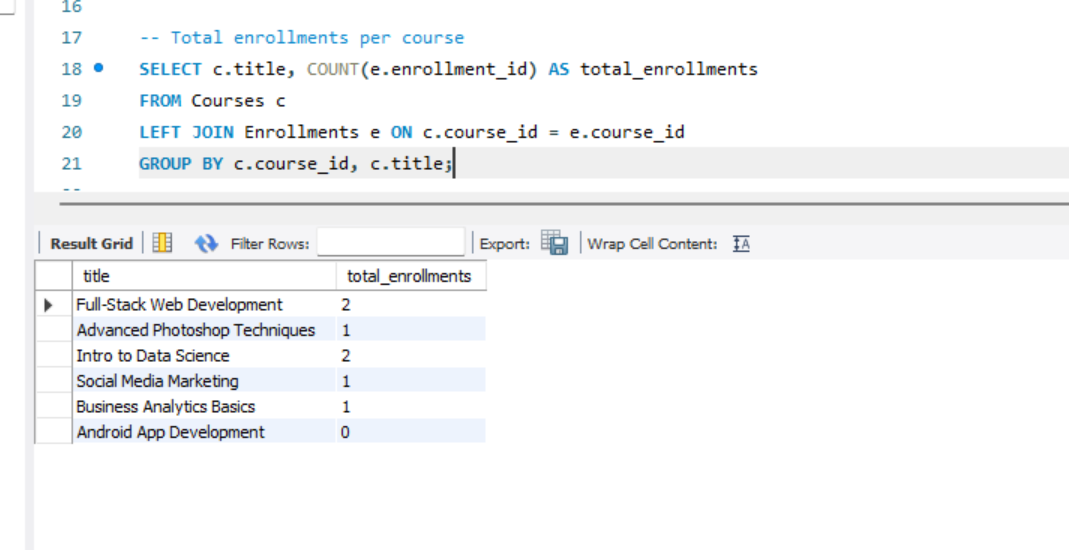 16
17 -- Total enrollments per course
18 SELECT c.title, COUNT(e.enrollment_id) AS total_enrollments
19 FROM Courses c
20 LEFT JOIN Enrollments e ON c.course_id = e.course_id
21 GROUP BY c.course_id, c.title;
Result Grid Filter Rows: Export: Wrap Cell Content: IA
title total_enrollments
Full-Stack Web Development 2
Advanced Photoshop Techniques 1
Intro to Data Science 2
Social Media Marketing 1
Business Analytics Basics 1
Android App Development 0